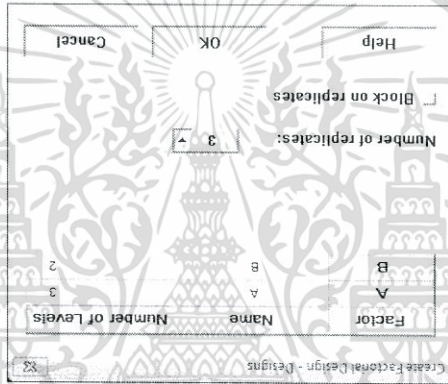 Create Factorial Design - Designs
Factor Name Number of Levels
A A 3
B B 2
Number of replicates: 3
Block on replicates
Help OK Cancel